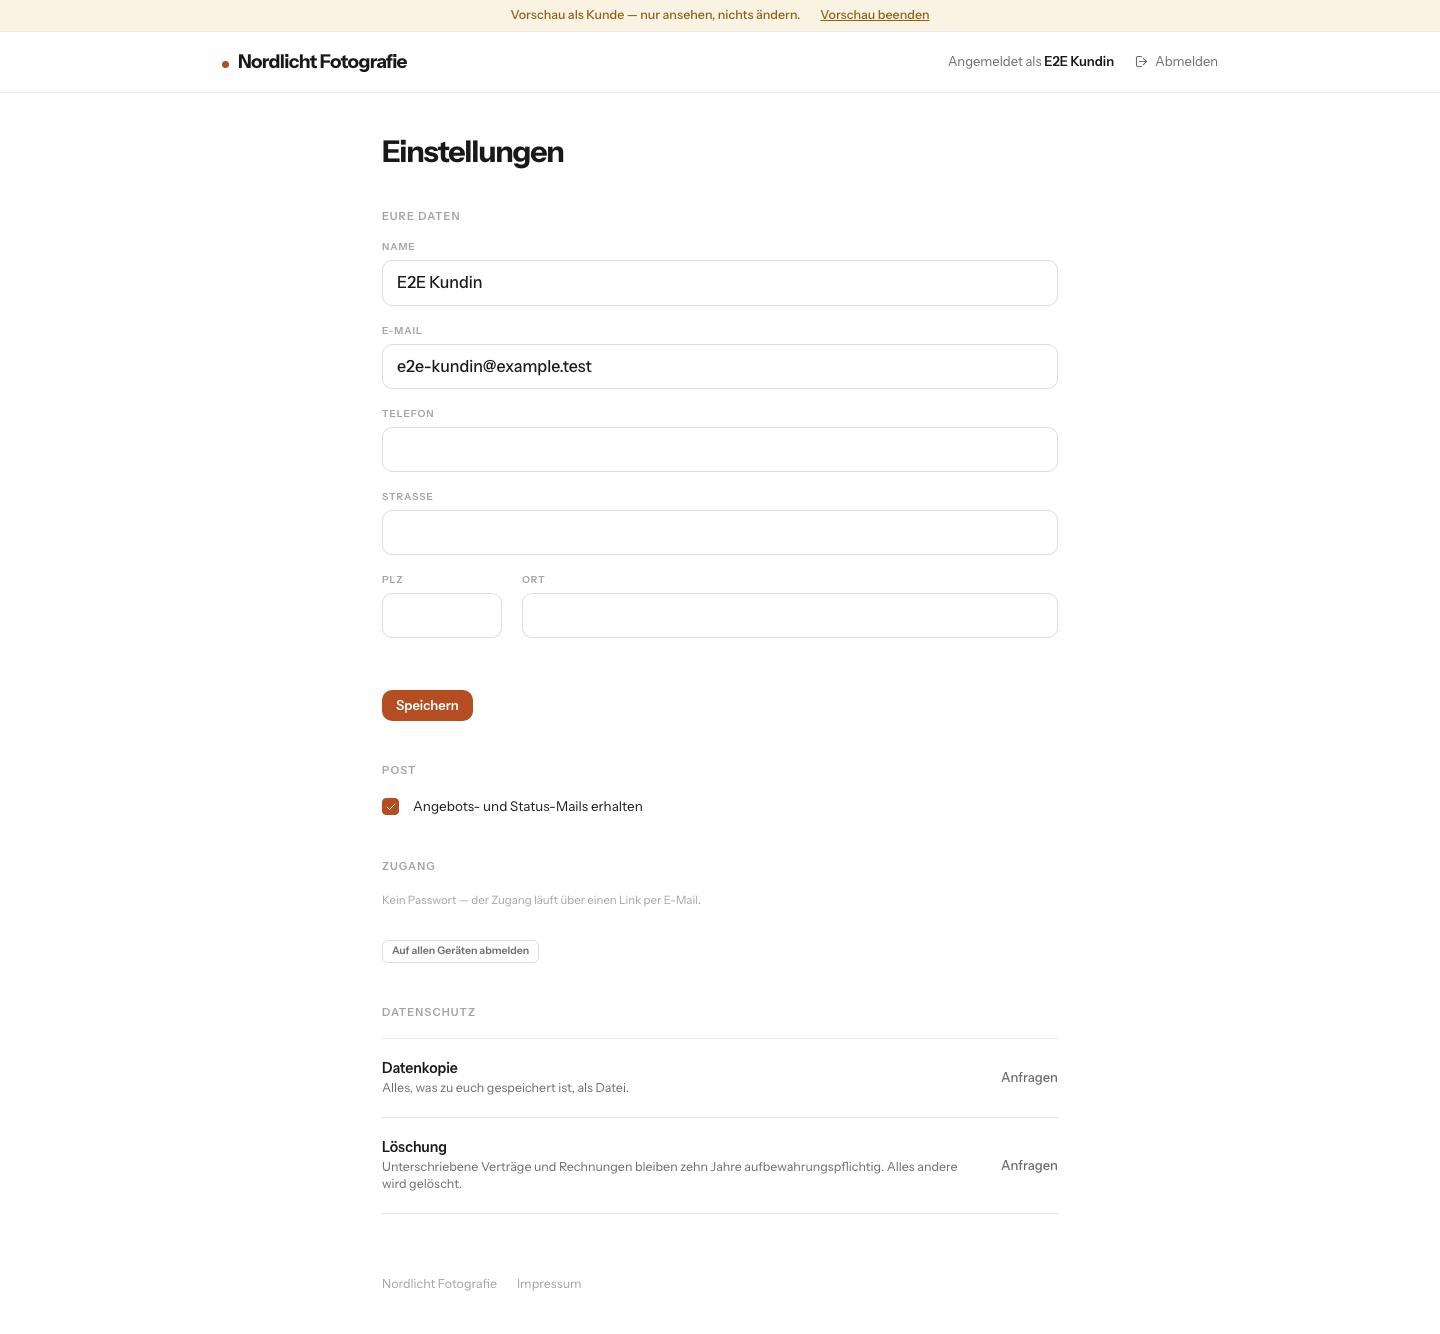 Vorschau als Kunde — nur ansehen, nichts ändern. Vorschau beenden
Nordlicht Fotografie
Angemeldet als E2E Kundin
Abmelden
Einstellungen
EURE DATEN
NAME
E2E Kundin
E-MAIL
e2e-kundin@example.test
TELEFON
STRASSE
PLZ
ORT
Speichern
POST
Angebots- und Status-Mails erhalten
ZUGANG
Kein Passwort — der Zugang läuft über einen Link per E-Mail.
Auf allen Geräten abmelden
DATENSCHUTZ
Datenkopie
Alles, was zu euch gespeichert ist, als Datei.
Anfragen
Löschung
Unterschriebene Verträge und Rechnungen bleiben zehn Jahre aufbewahrungspflichtig. Alles andere
wird gelöscht.
Anfragen
Nordlicht Fotografie Impressum